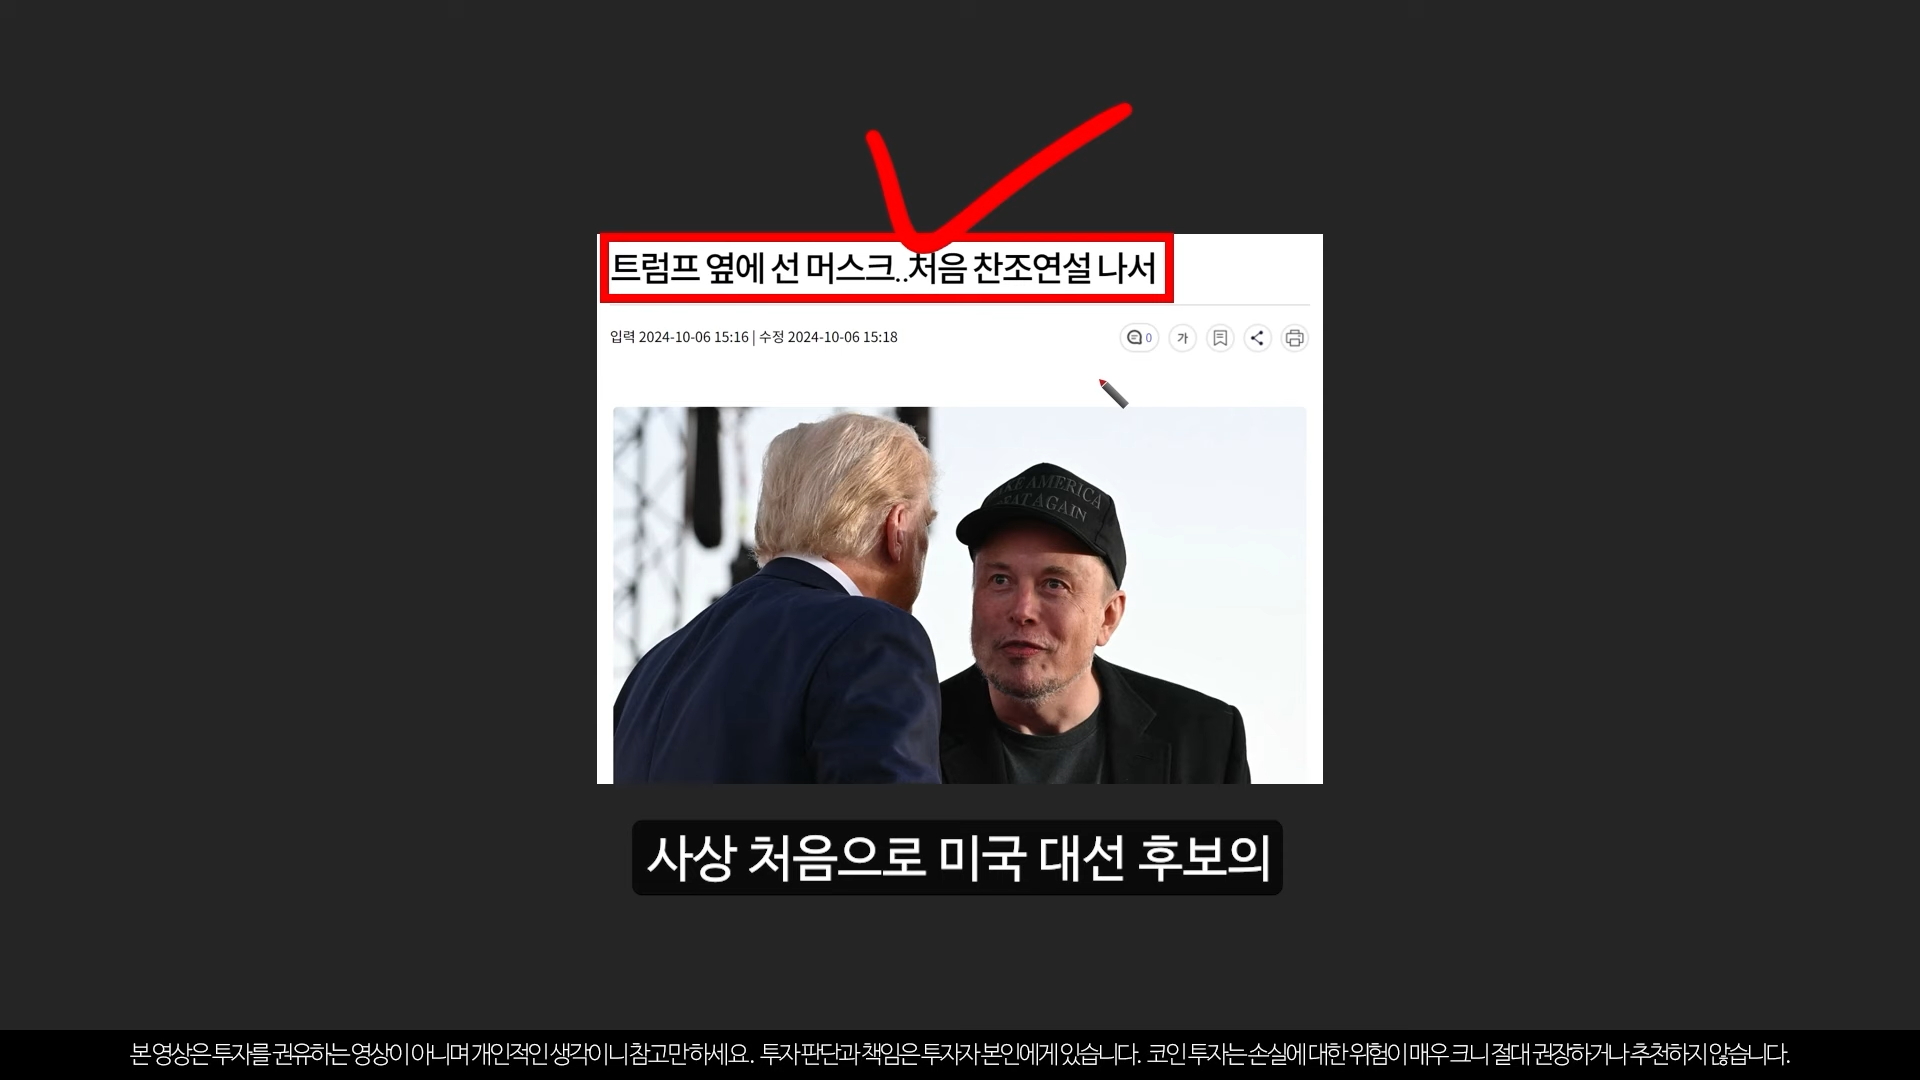 트럼프 옆에 선 머스크..처음 찬조연설 나서
입력 2024-10-06 15:16 | 수정 2024-10-06 15:18
0
가
AKE AMERICA
EAT AGAIN
사상 처음으로 미국 대선 후보의
본 영상은 투자를 권유하는 영상이 아니며 개인적인 생각이니 참고만 하세요. 투자 판단과 책임은 투자자 본인에게 있습니다. 코인 투자는 손실에 대한 위험이 매우 크니 절대 권장하거나 추천하지 않습니다.